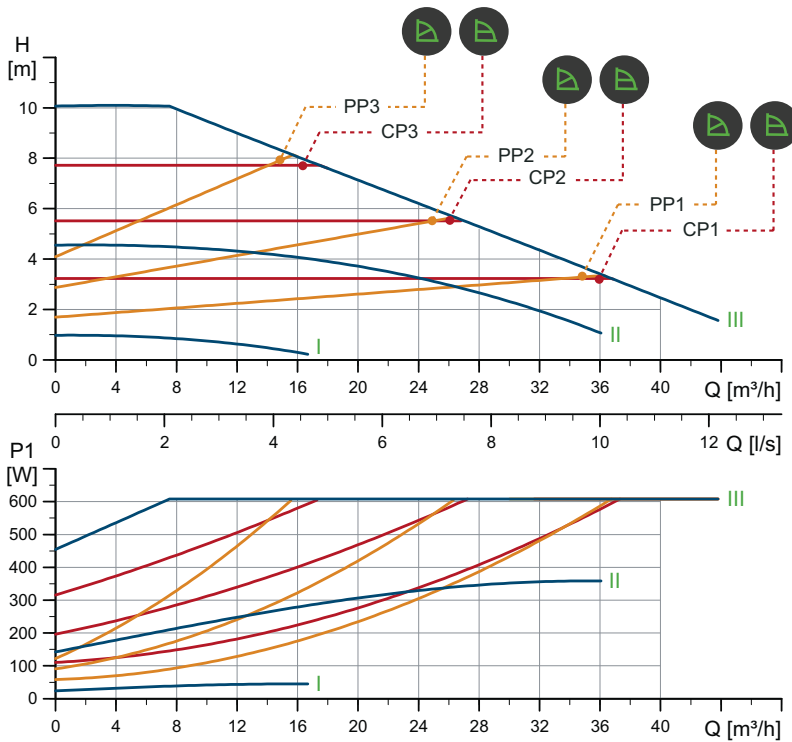 H
[m]
10
8
6
4
2
0
PP3
CP3
PP2
CP2
PP1
CP1
I
II
III
0 4 8 12 16 20 24 28 32 36 40 Q [m³/h]
0 2 4 6 8 10 12 Q [l/s]
P1
[W]
600
500
400
300
200
100
0
III
II
I
0 4 8 12 16 20 24 28 32 36 40 Q [m³/h]